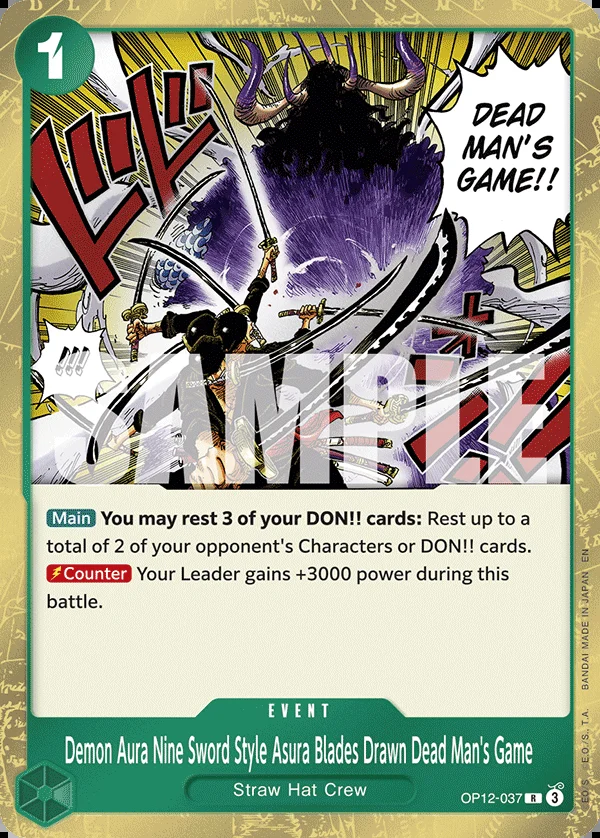 1
DEAD
MAN'S
GAME!!
!!!
SAMPLE
Main You may rest 3 of your DON!! cards: Rest up to a
total of 2 of your opponent's Characters or DON!! cards.
Counter Your Leader gains +3000 power during this
battle.
EVENT
Demon Aura Nine Sword Style Asura Blades Drawn Dead Man's Game
Straw Hat Crew
OP12-037 R 3
©E.O.S. ©E.O.S, T.A. BANDAI MADE IN JAPAN EN